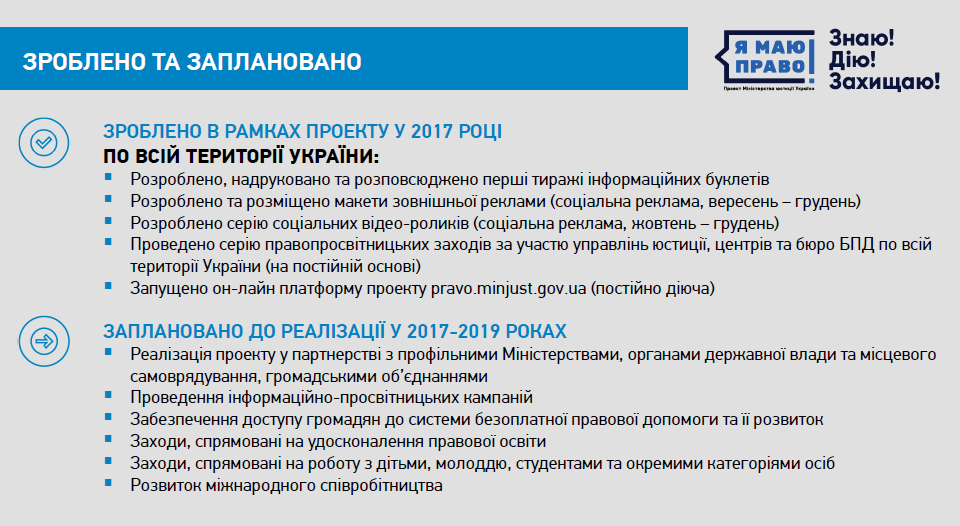 ЗРОБЛЕНО ТА ЗАПЛАНОВАНО
Я МАЮ
ПРАВО!
Проект Міністерства юстиції України
Знаю!
Дію!
Захищаю!
ЗРОБЛЕНО В РАМКАХ ПРОЕКТУ У 2017 РОЦІ
ПО ВСІЙ ТЕРИТОРІЇ УКРАЇНИ:
▪ Розроблено, надруковано та розповсюджено перші тиражі інформаційних буклетів
▪ Розроблено та розміщено макети зовнішньої реклами (соціальна реклама, вересень – грудень)
▪ Розроблено серію соціальних відео-роликів (соціальна реклама, жовтень – грудень)
▪ Проведено серію правопросвітницьких заходів за участю управлінь юстиції, центрів та бюро БПД по всій
території України (на постійній основі)
▪ Запущено он-лайн платформу проекту pravo.minjust.gov.ua (постійно діюча)
ЗАПЛАНОВАНО ДО РЕАЛІЗАЦІЇ У 2017-2019 РОКАХ
▪ Реалізація проекту у партнерстві з профільними Міністерствами, органами державної влади та місцевого
самоврядування, громадськими об’єднаннями
▪ Проведення інформаційно-просвітницьких кампаній
▪ Забезпечення доступу громадян до системи безоплатної правової допомоги та її розвиток
▪ Заходи, спрямовані на удосконалення правової освіти
▪ Заходи, спрямовані на роботу з дітьми, молоддю, студентами та окремими категоріями осіб
▪ Розвиток міжнародного співробітництва